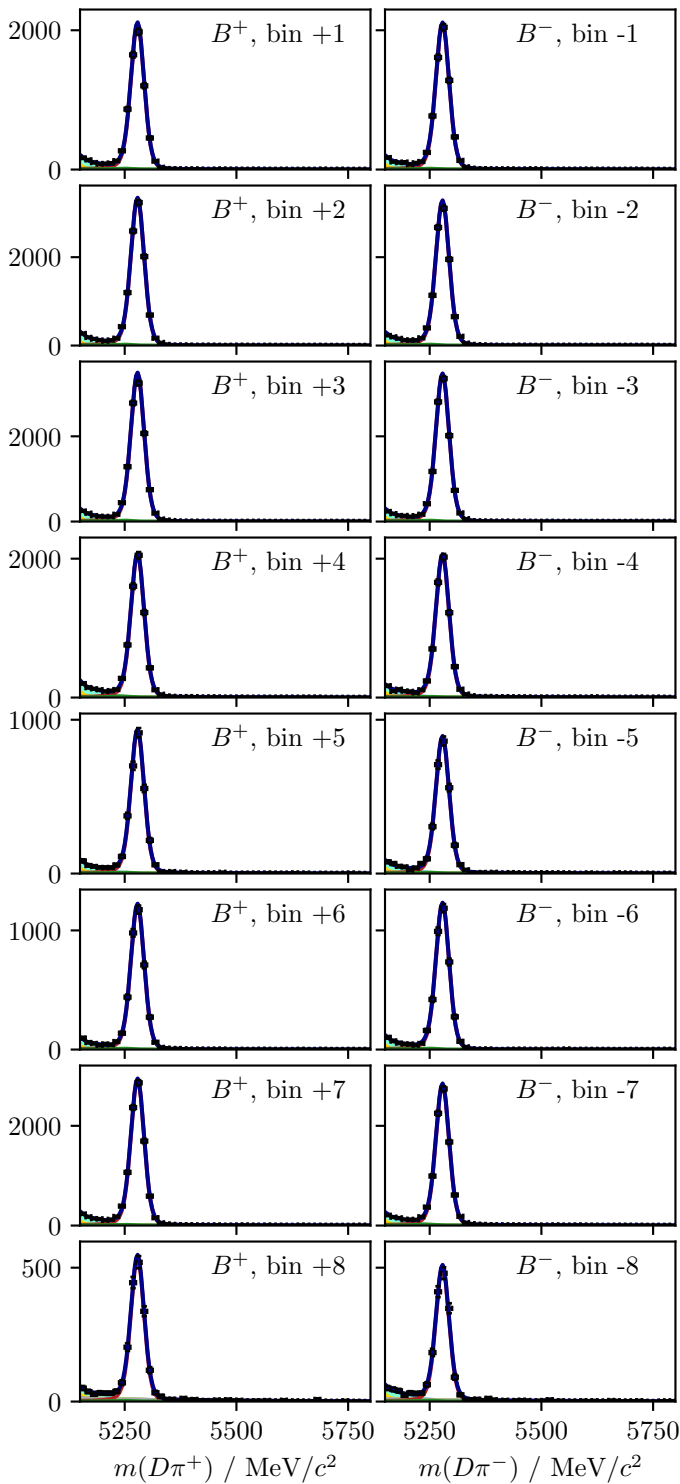 2000
0
B⁺, bin +1
B⁻, bin -1
2000
0
B⁺, bin +2
B⁻, bin -2
2000
0
B⁺, bin +3
B⁻, bin -3
2000
0
B⁺, bin +4
B⁻, bin -4
1000
0
B⁺, bin +5
B⁻, bin -5
1000
0
B⁺, bin +6
B⁻, bin -6
2000
0
B⁺, bin +7
B⁻, bin -7
500
0
B⁺, bin +8
B⁻, bin -8
5250 5500 5750 5250 5500 5750
m(Dπ⁺) / MeV/c² m(Dπ⁻) / MeV/c²